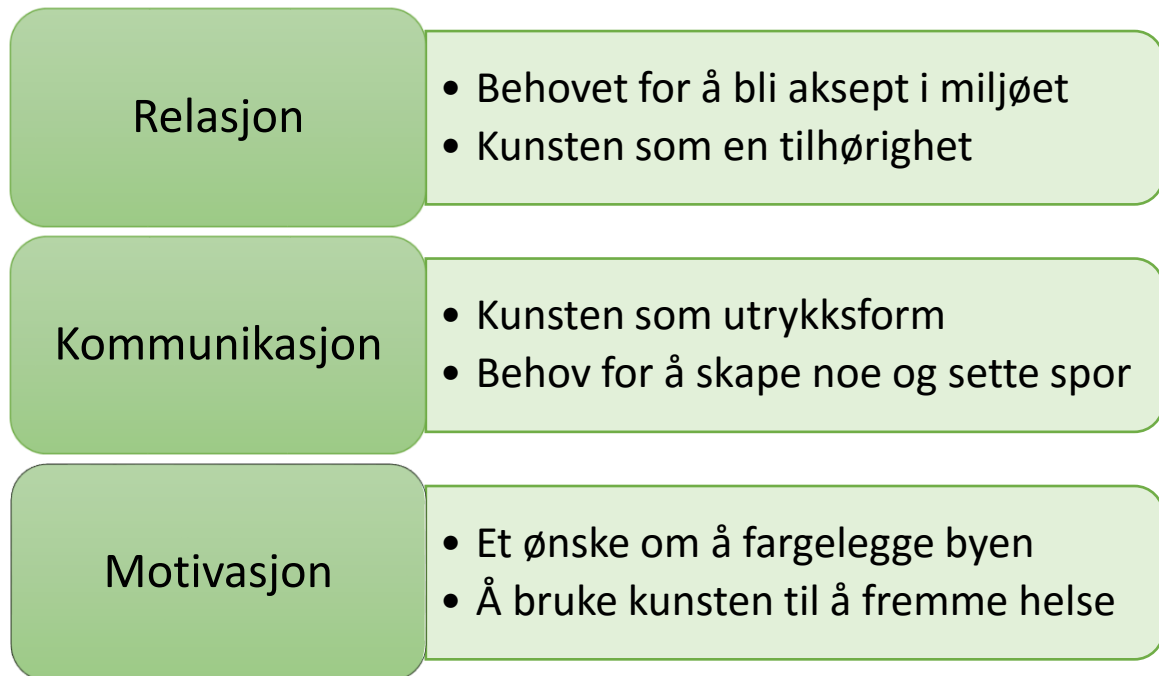 Relasjon
• Behovet for å bli aksept i miljøet
• Kunsten som en tilhørighet
Kommunikasjon
• Kunsten som utrykksform
• Behov for å skape noe og sette spor
Motivasjon
• Et ønske om å fargelegge byen
• Å bruke kunsten til å fremme helse